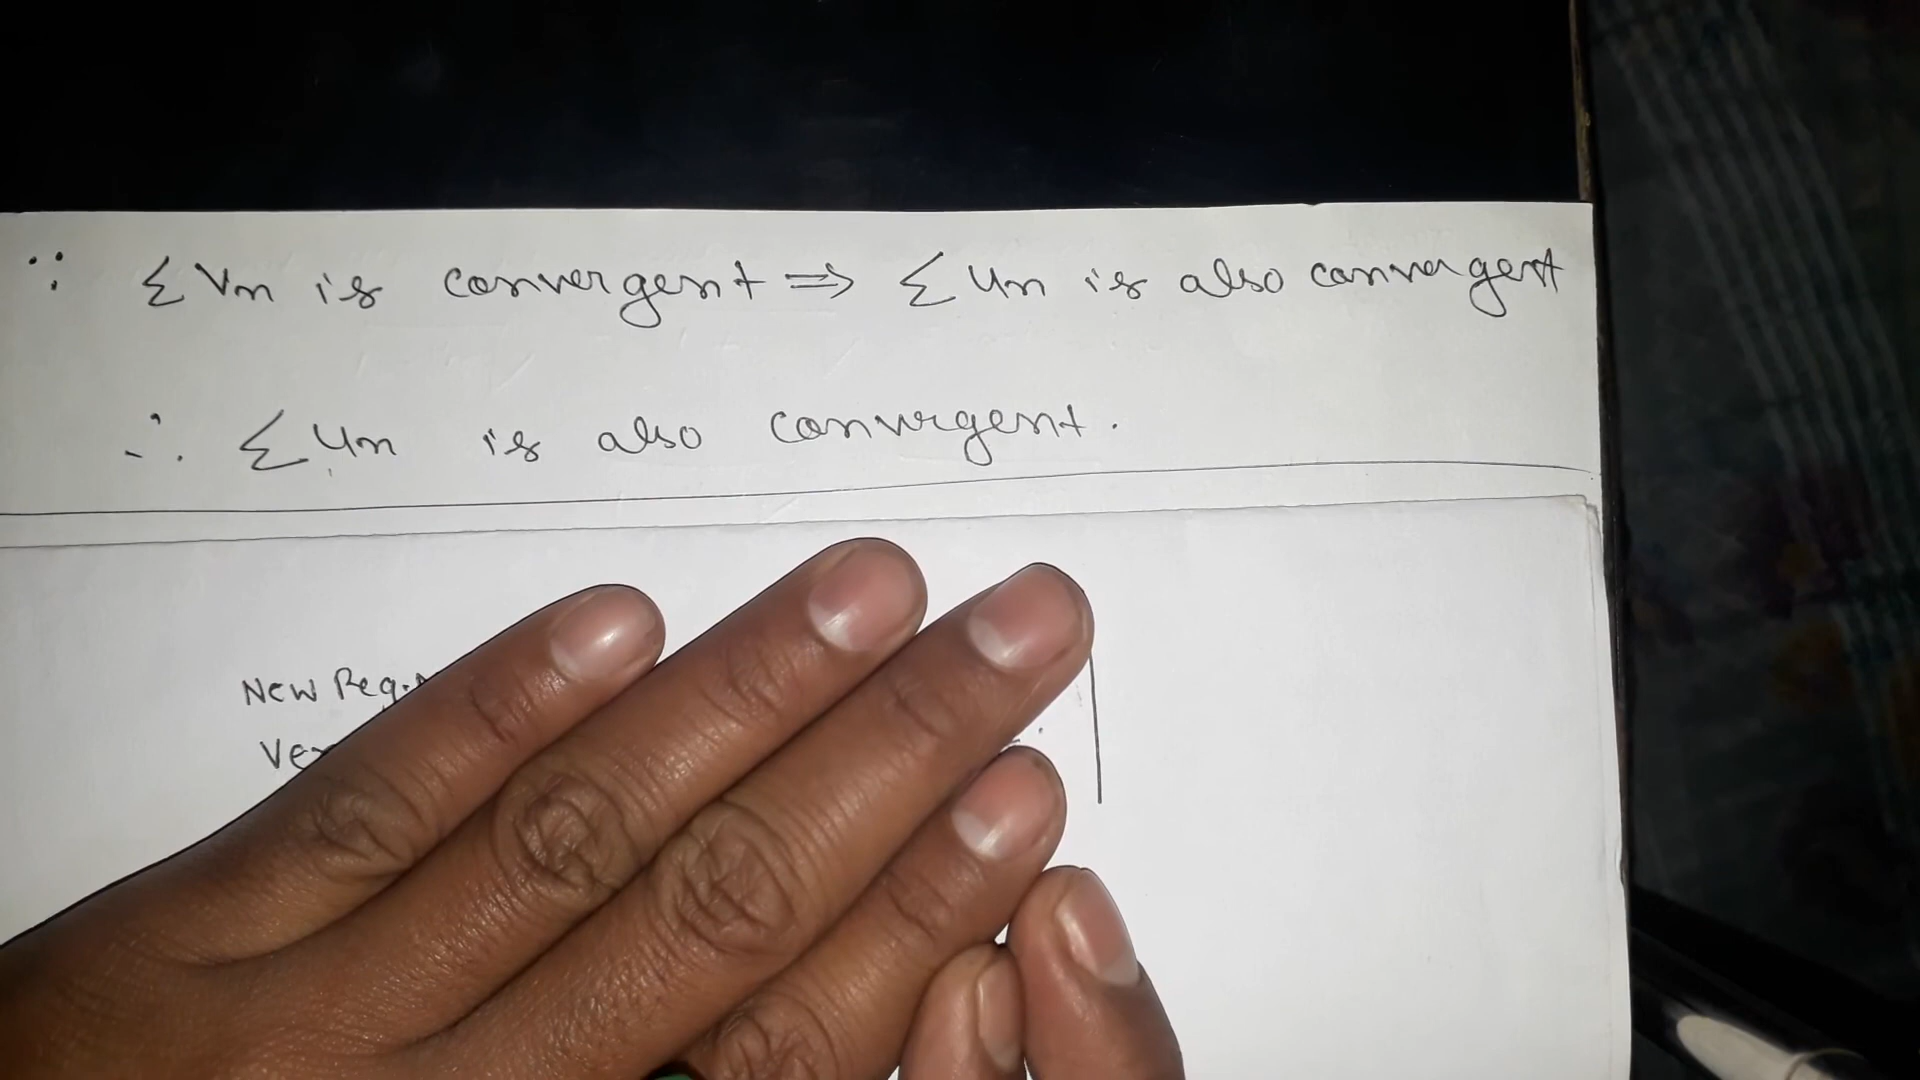 ∵ Σ Vn is convergent ⇒ Σ Un is also convergent
∴ Σ Un is also convergent.
New